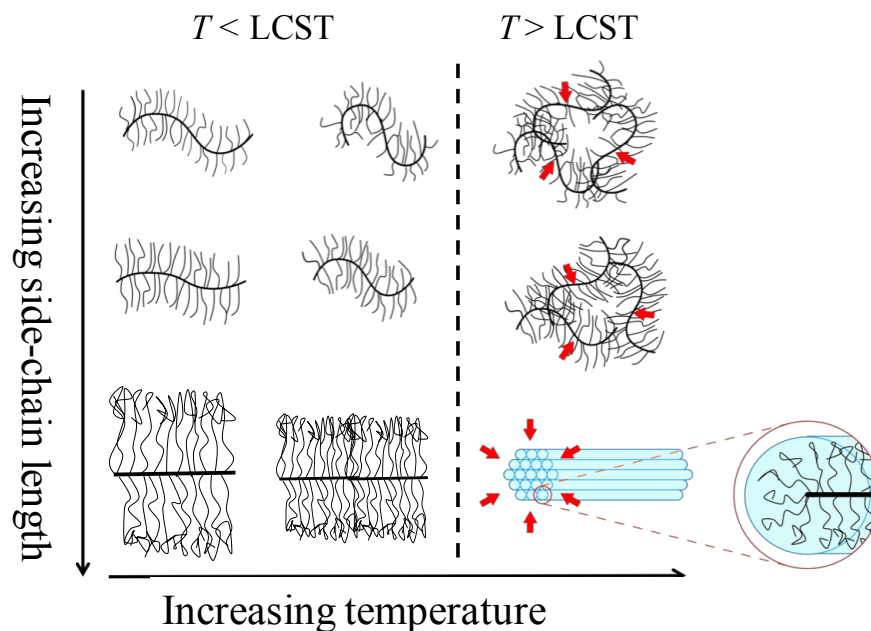 T < LCST
T > LCST
Increasing side-chain length
Increasing temperature